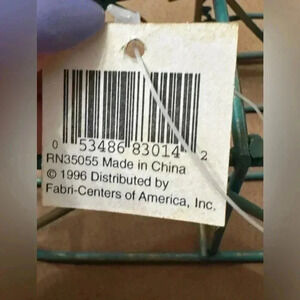 0 53486 83014 2
RN35055 Made in China
© 1996 Distributed by
Fabri-Centers of America, Inc.